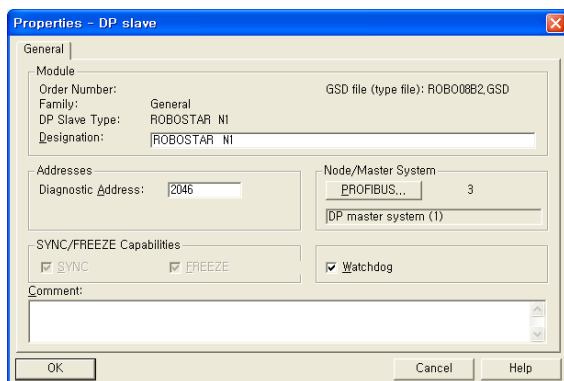 Properties - DP slave
General
Module
Order Number:
GSD file (type file): ROBO08B2,GSD
Family: General
DP Slave Type: ROBOSTAR N1
Designation: ROBOSTAR N1
Addresses
Diagnostic Address: 2046
Node/Master System
PROFIBUS,,, 3
DP master system (1)
SYNC/FREEZE Capabilities
SYNC FREEZE
Watchdog
Comment:
OK Cancel Help